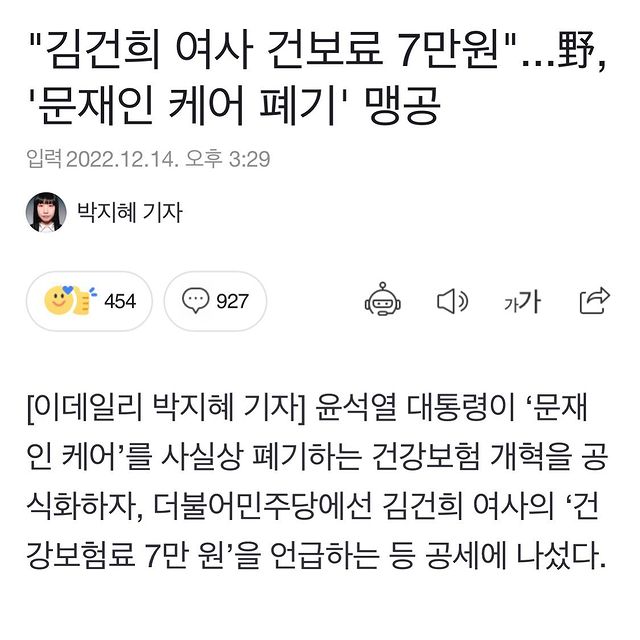 "김건희 여사 건보료 7만원"...野,
'문재인 케어 폐기' 맹공
입력 2022.12.14. 오후 3:29
박지혜 기자
454
927
가가
[이데일리 박지혜 기자] 윤석열 대통령이 ‘문재
인 케어’를 사실상 폐기하는 건강보험 개혁을 공
식화하자, 더불어민주당에선 김건희 여사의 ‘건
강보험료 7만 원’을 언급하는 등 공세에 나섰다.